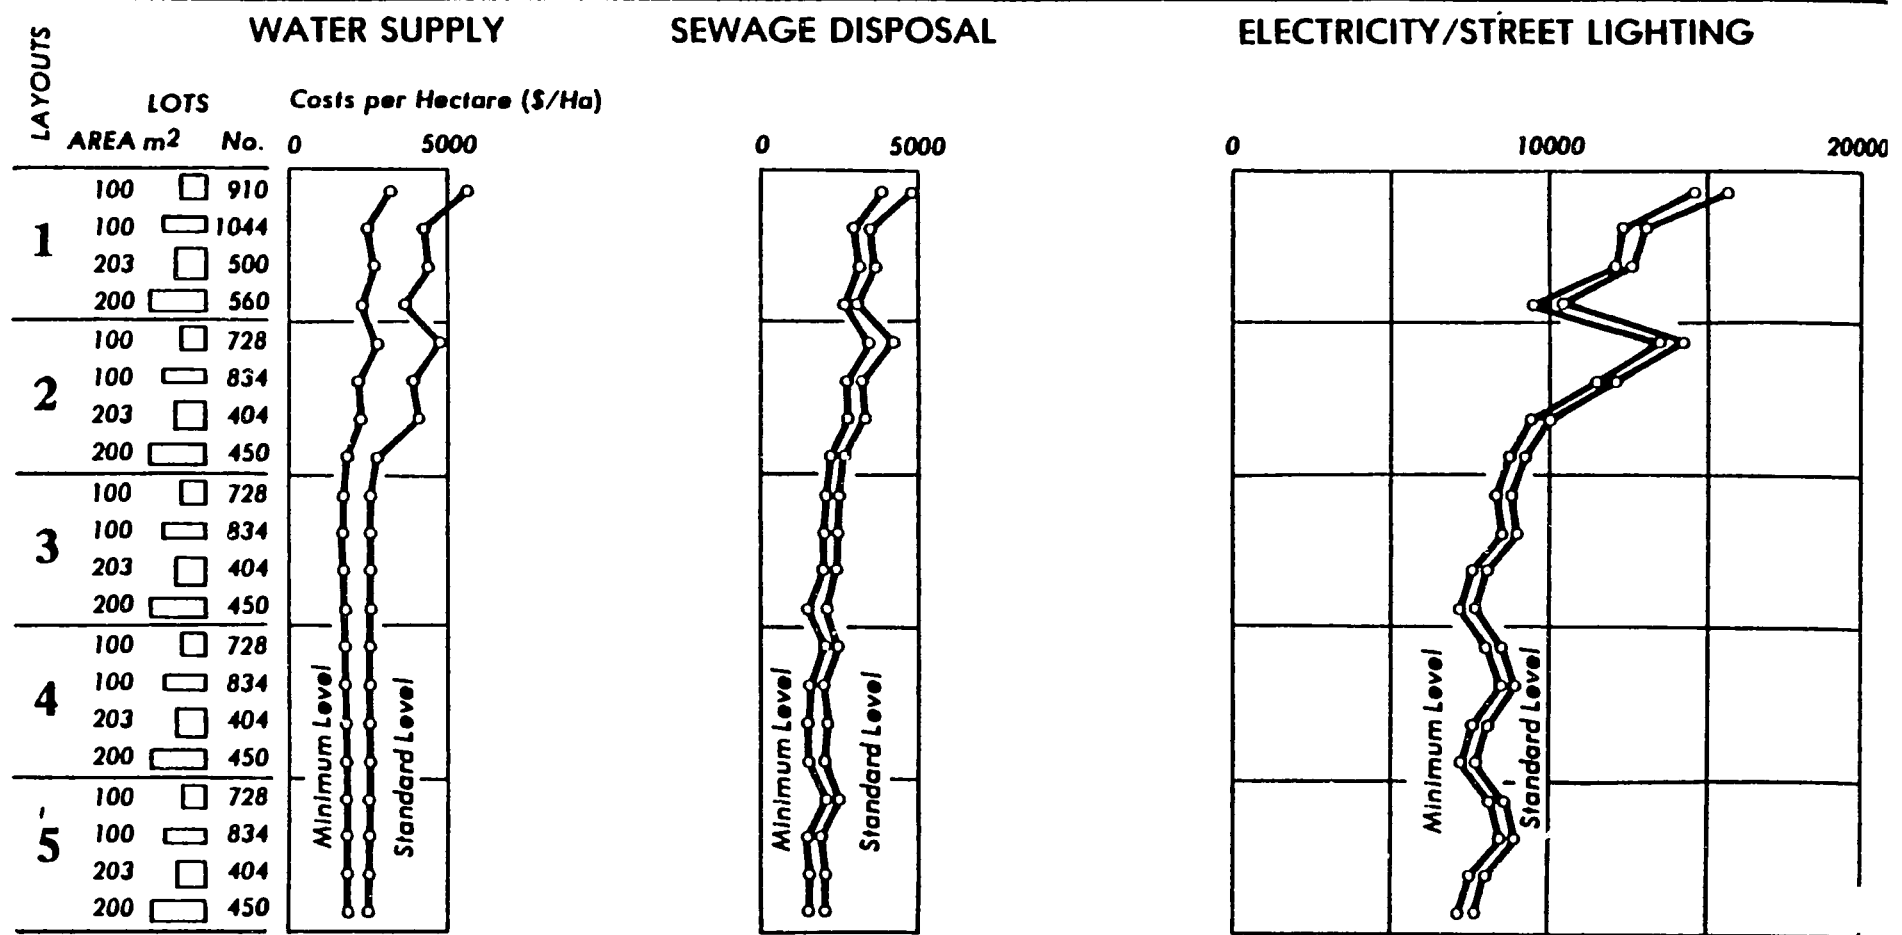 WATER SUPPLY SEWAGE DISPOSAL ELECTRICITY/STREET LIGHTING
LAYOUTS
LOTS Costs per Hectare ($/Ha)
AREA m2 No. 0 5000 0 5000 0 10000 20000
1
100 910
100 1044
203 500
200 560
2
100 728
100 834
203 404
200 450
3
100 728
100 834
203 404
200 450
4
100 728
100 834
203 404
200 450
5
100 728
100 834
203 404
200 450
Minimum Level
Standard Level
Minimum Level
Standard Level
Minimum Level
Standard Level